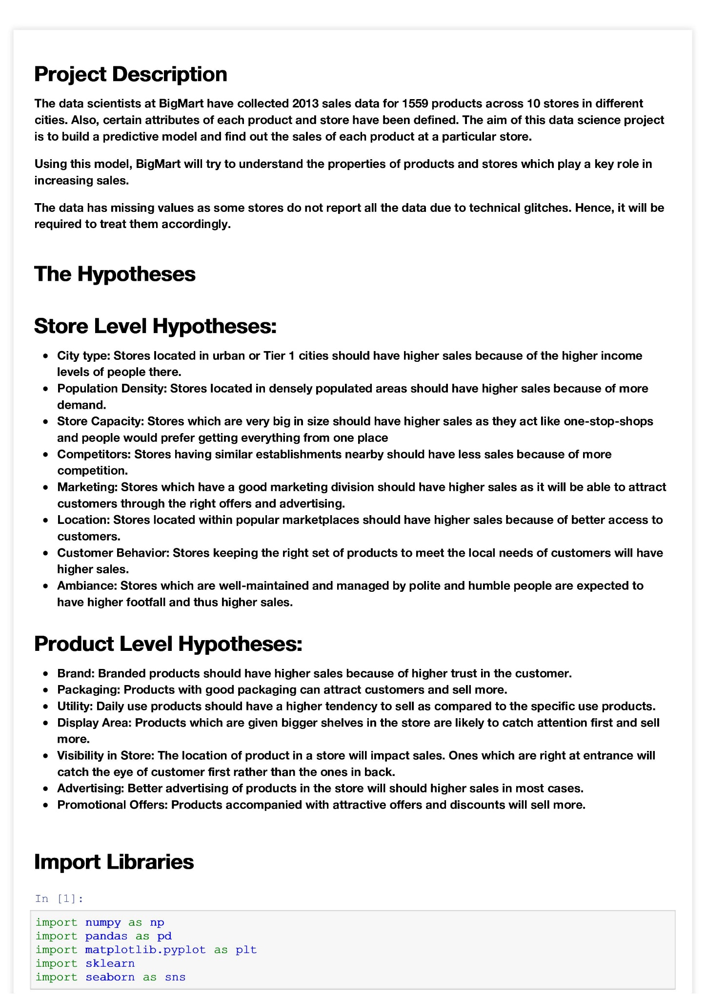 Project Description
The data scientists at BigMart have collected 2013 sales data for 1559 products across 10 stores in different
cities. Also, certain attributes of each product and store have been defined. The aim of this data science project
is to build a predictive model and find out the sales of each product at a particular store.
Using this model, BigMart will try to understand the properties of products and stores which play a key role in
increasing sales.
The data has missing values as some stores do not report all the data due to technical glitches. Hence, it will be
required to treat them accordingly.
The Hypotheses
Store Level Hypotheses:
• City type: Stores located in urban or Tier 1 cities should have higher sales because of the higher income
levels of people there.
• Population Density: Stores located in densely populated areas should have higher sales because of more
demand.
• Store Capacity: Stores which are very big in size should have higher sales as they act like one-stop-shops
and people would prefer getting everything from one place
• Competitors: Stores having similar establishments nearby should have less sales because of more
competition.
• Marketing: Stores which have a good marketing division should have higher sales as it will be able to attract
customers through the right offers and advertising.
• Location: Stores located within popular marketplaces should have higher sales because of better access to
customers.
• Customer Behavior: Stores keeping the right set of products to meet the local needs of customers will have
higher sales.
• Ambiance: Stores which are well-maintained and managed by polite and humble people are expected to
have higher footfall and thus higher sales.
Product Level Hypotheses:
• Brand: Branded products should have higher sales because of higher trust in the customer.
• Packaging: Products with good packaging can attract customers and sell more.
• Utility: Daily use products should have a higher tendency to sell as compared to the specific use products.
• Display Area: Products which are given bigger shelves in the store are likely to catch attention first and sell
more.
• Visibility in Store: The location of product in a store will impact sales. Ones which are right at entrance will
catch the eye of customer first rather than the ones in back.
• Advertising: Better advertising of products in the store will should higher sales in most cases.
• Promotional Offers: Products accompanied with attractive offers and discounts will sell more.
Import Libraries
In [1]:
import numpy as np
import pandas as pd
import matplotlib.pyplot as plt
import sklearn
import seaborn as sns